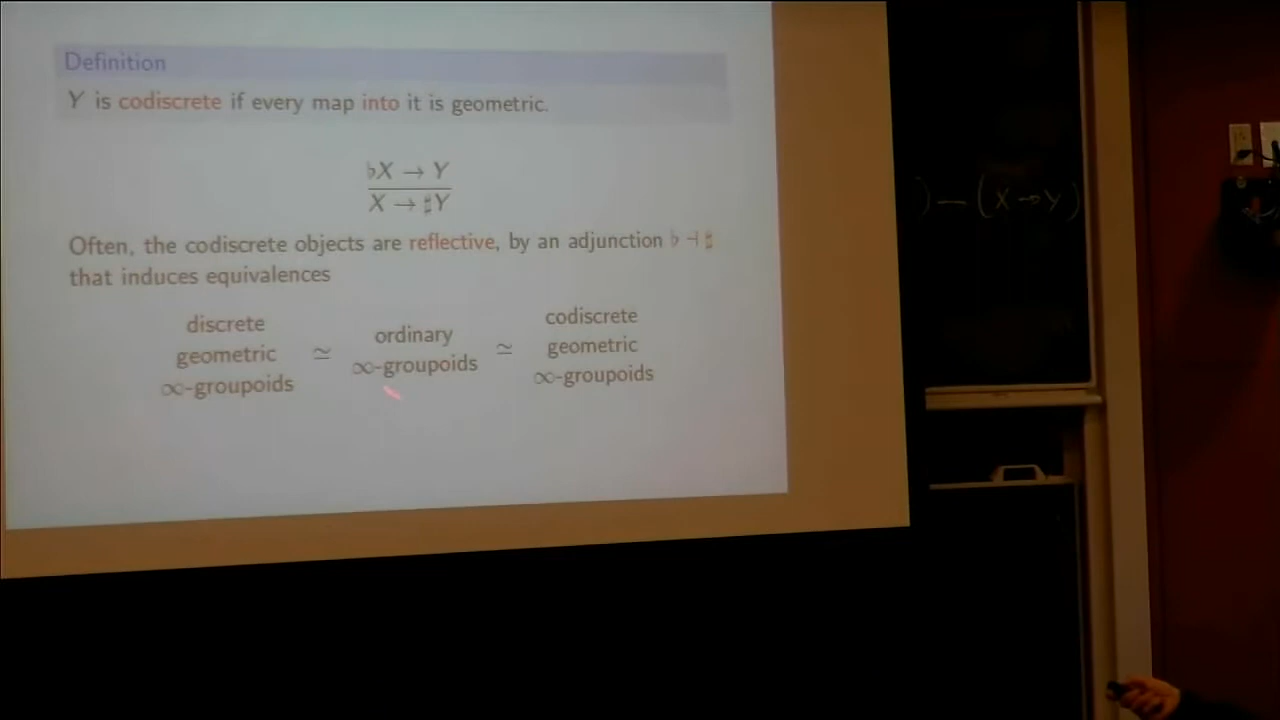 Definition
Y is codiscrete if every map into it is geometric.
♭X → Y
X → ♯Y
Often, the codiscrete objects are reflective, by an adjunction ♭ ⊣ ♯
that induces equivalences
discrete geometric ∞-groupoids ≃ ordinary ∞-groupoids ≃ codiscrete geometric ∞-groupoids
) — (X → Y)